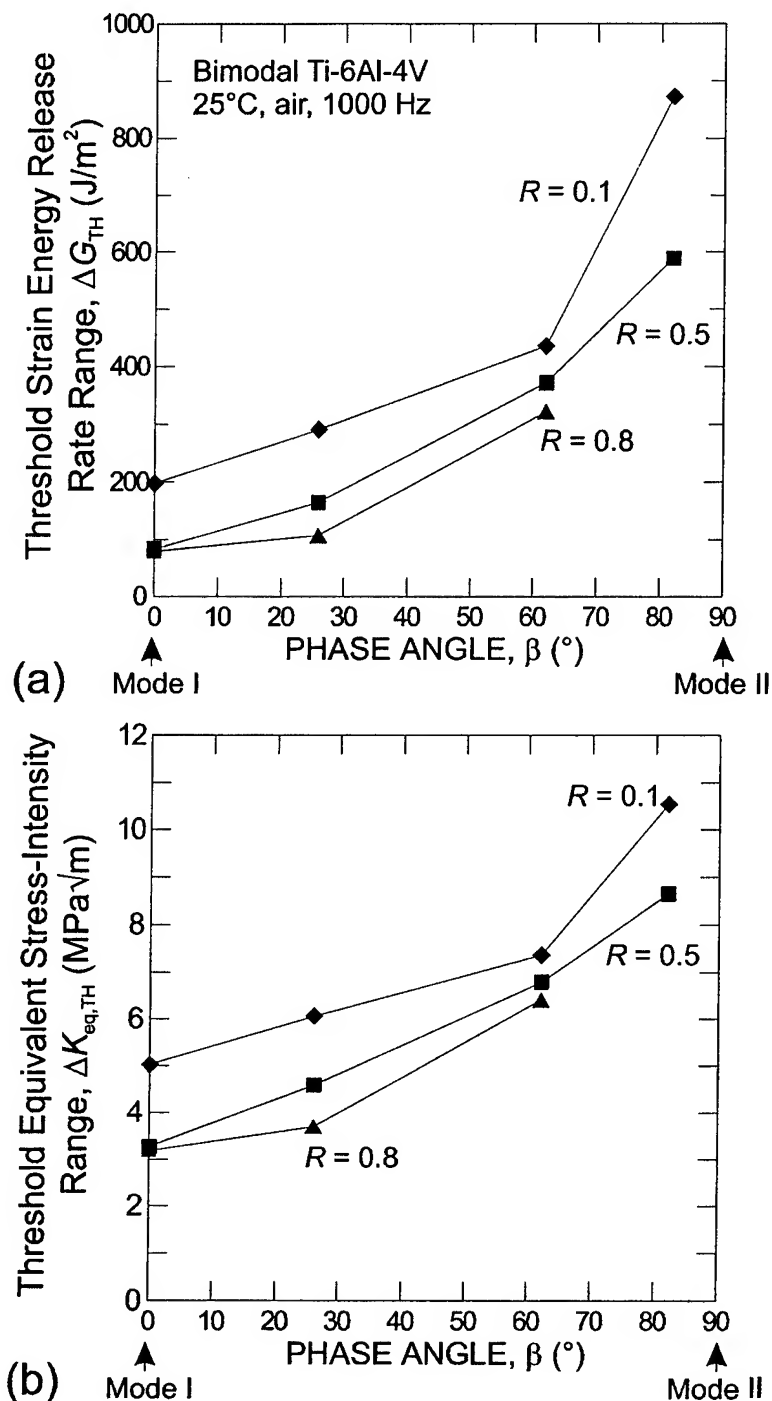 Threshold Strain Energy Release
Rate Range, ΔG_TH (J/m²)
1000
800
600
400
200
0
Bimodal Ti-6Al-4V
25°C, air, 1000 Hz
R = 0.1
R = 0.5
R = 0.8
0 10 20 30 40 50 60 70 80 90
PHASE ANGLE, β (°)
Mode I
Mode II
(a)
Threshold Equivalent Stress-Intensity
Range, ΔK_eq,TH (MPa√m)
12
10
8
6
4
2
0
R = 0.1
R = 0.5
R = 0.8
0 10 20 30 40 50 60 70 80 90
PHASE ANGLE, β (°)
Mode I
Mode II
(b)